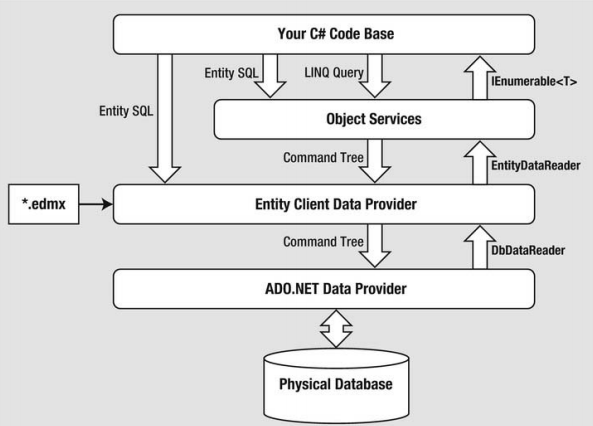 Your C# Code Base
Entity SQL
LINQ Query
IEnumerable<T>
Entity SQL
Object Services
Command Tree
EntityDataReader
*.edmx
Entity Client Data Provider
Command Tree
DbDataReader
ADO.NET Data Provider
Physical Database